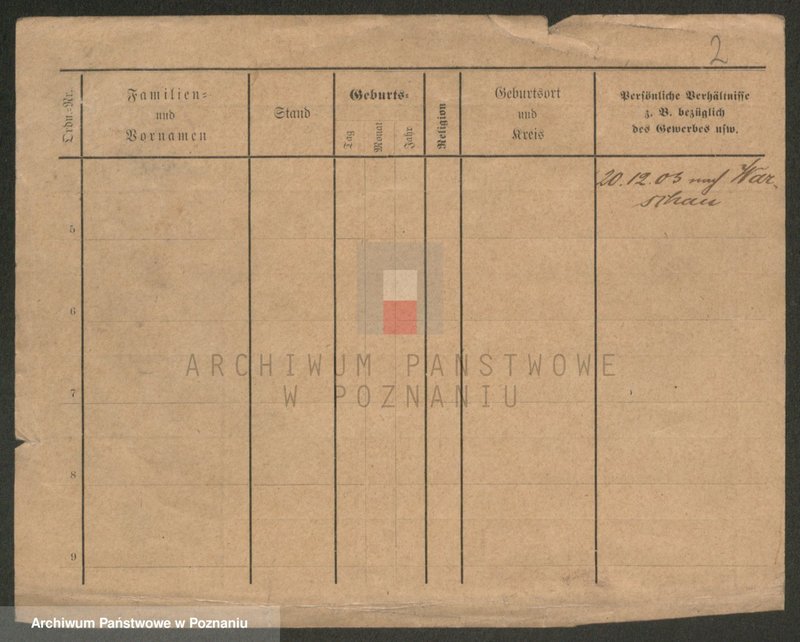 2
Ordn.-Nr.
Familien-
und
Vornamen
Stand
Geburts-
Tag
Monat
Jahr
Religion
Geburtsort
und
Kreis
Persönliche Verhältnisse
z. B. bezüglich
des Gewerbes usw.
20.12.03 nach War-
schau
5
6
7
8
9
ARCHIWUM PAŃSTWOWE
W POZNANIU
Archiwum Państwowe w Poznaniu